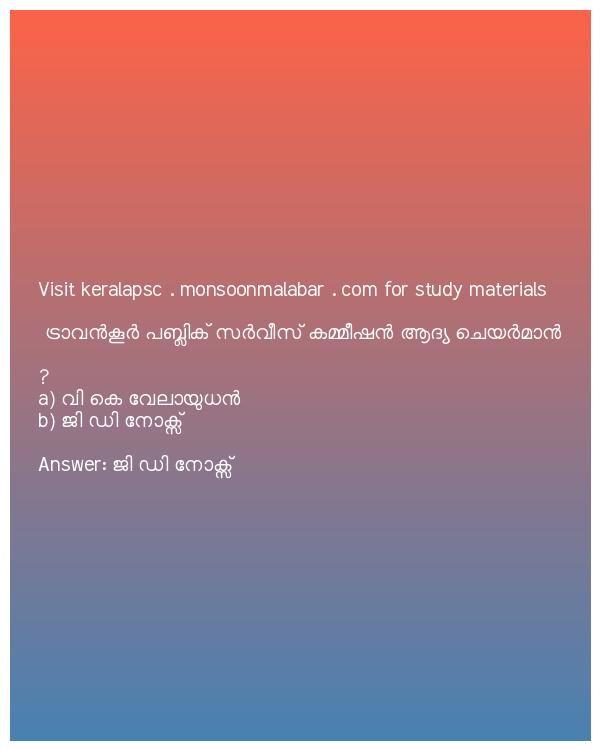 Visit keralapsc . monsoonmalabar . com for study materials
ട്രാവൻകൂർ പബ്ലിക് സർവീസ് കമ്മീഷൻ ആദ്യ ചെയർമാൻ
?
a) വി കെ വേലായുധൻ
b) ജി ഡി നോക്സ്
Answer: ജി ഡി നോക്സ്